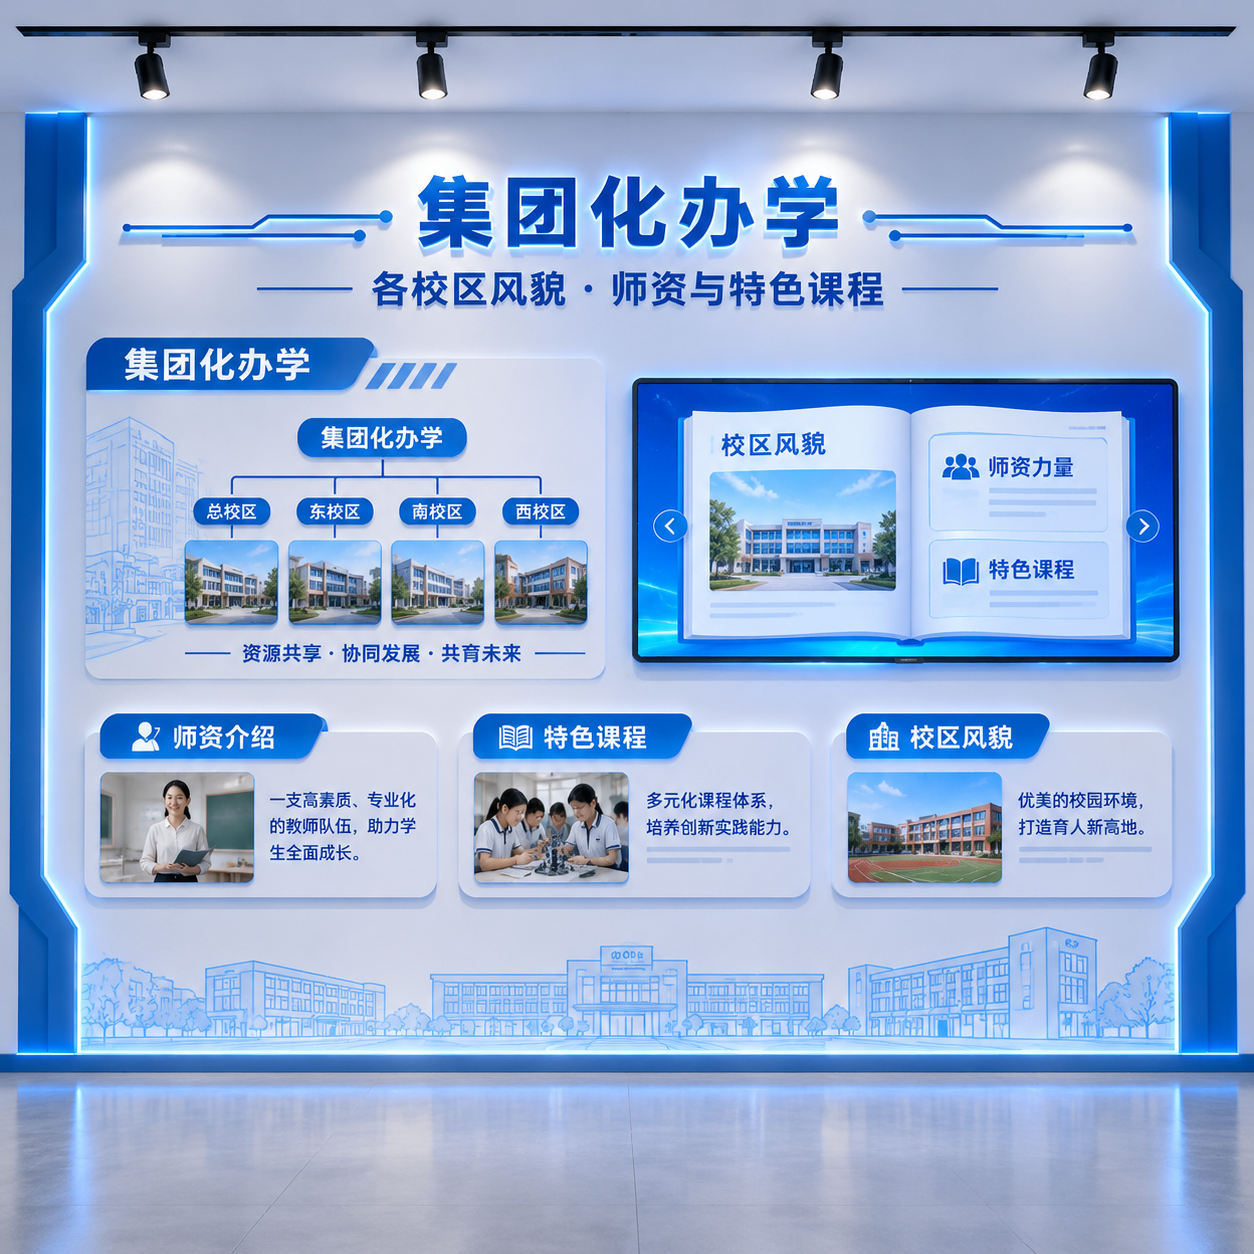 集团化办学
各校区风貌·师资与特色课程
集团化办学
集团化办学
总校区
东校区
南校区
西校区
资源共享·协同发展·共育未来
校区风貌
师资力量
特色课程
师资介绍
一支高素质、专业化
的教师队伍，助力学
生全面成长。
特色课程
多元化课程体系，
培养创新实践能力。
校区风貌
优美的校园环境，
打造育人新高地。